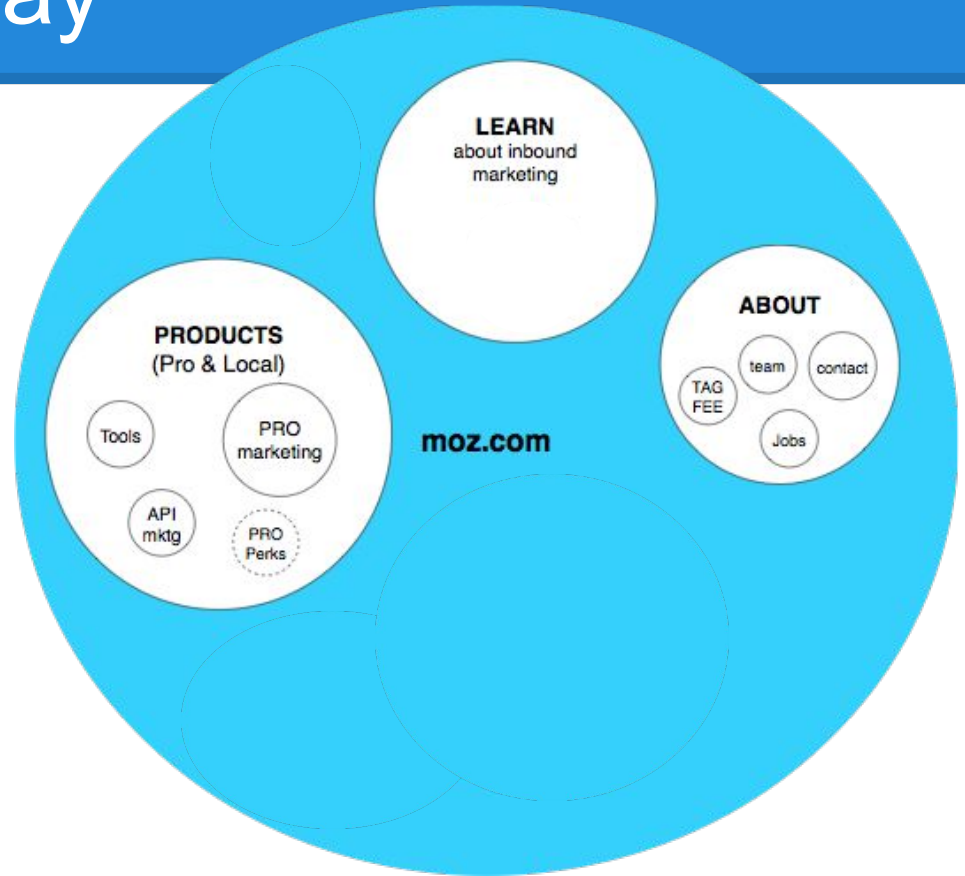 ay
LEARN
about inbound
marketing
PRODUCTS
(Pro & Local)
Tools
PRO
marketing
API
mktg
PRO
Perks
moz.com
ABOUT
team
contact
TAG
FEE
Jobs